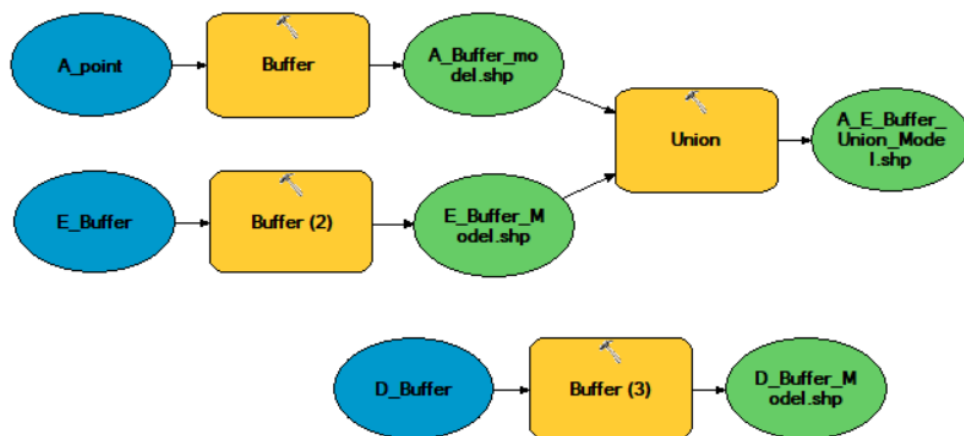 A_point
Buffer
A_Buffer_mo
del.shp
Union
A_E_Buffer_
Union_Mode
l.shp
E_Buffer
Buffer (2)
E_Buffer_M
odel.shp
D_Buffer
Buffer (3)
D_Buffer_M
odel.shp